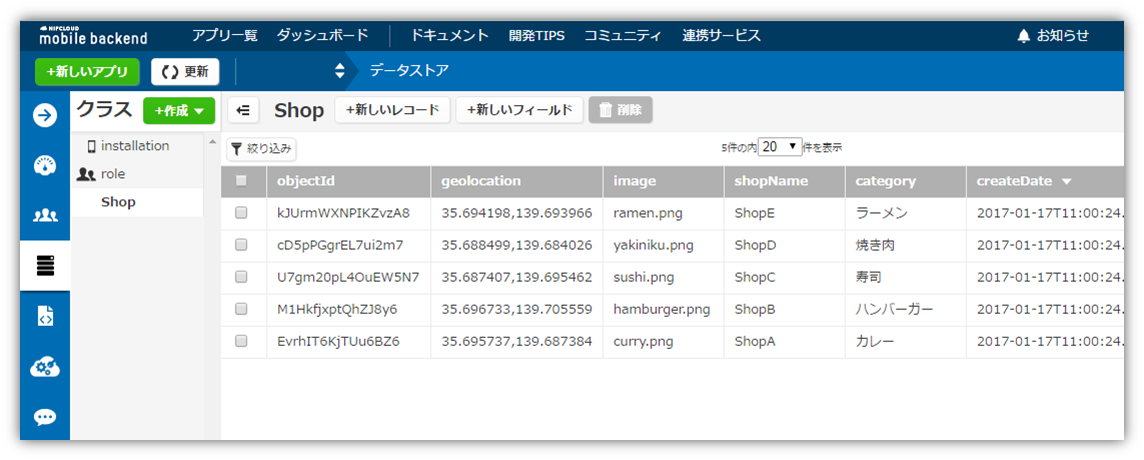 NIFCLOUD
mobile backend アプリ一覧 ダッシュボード ドキュメント 開発TIPS コミュニティ 連携サービス お知らせ
+新しいアプリ 更新 データストア
クラス +作成 Shop +新しいレコード +新しいフィールド 削除
installation 絞り込み 5件の内 20 件を表示
role objectId geolocation image shopName category createDate
Shop kJUrmWXNPIKZvzA8 35.694198,139.693966 ramen.png ShopE ラーメン 2017-01-17T11:00:24.
cD5pPGgrEL7ui2m7 35.688499,139.684026 yakiniku.png ShopD 焼き肉 2017-01-17T11:00:24.
U7gm20pL4OuEW5N7 35.687407,139.695462 sushi.png ShopC 寿司 2017-01-17T11:00:24.
M1HkfjxptQhZJ8y6 35.696733,139.705559 hamburger.png ShopB ハンバーガー 2017-01-17T11:00:24.
EvrhIT6KjTUu6BZ6 35.695737,139.687384 curry.png ShopA カレー 2017-01-17T11:00:24.